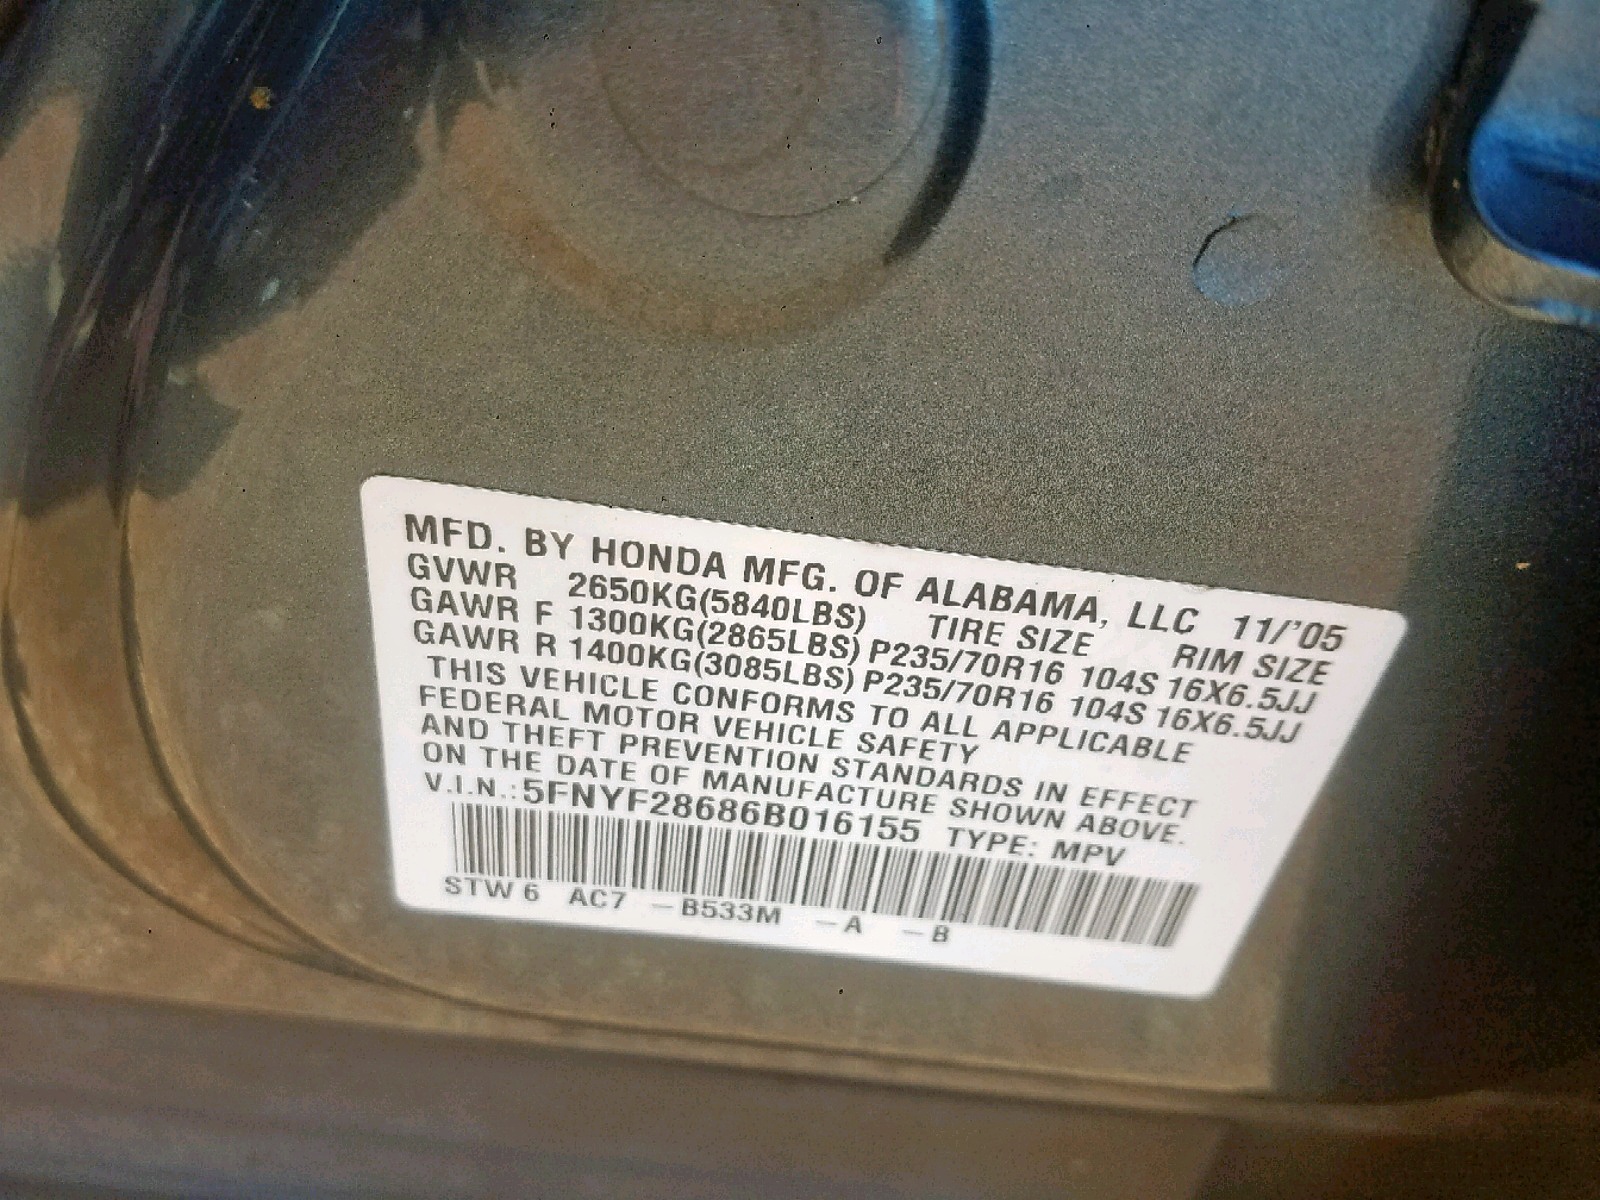 MFD. BY HONDA MFG. OF ALABAMA, LLC 11/'05
GVWR 2650KG(5840LBS) TIRE SIZE RIM SIZE
GAWR F 1300KG(2865LBS) P235/70R16 104S 16X6.5JJ
GAWR R 1400KG(3085LBS) P235/70R16 104S 16X6.5JJ
THIS VEHICLE CONFORMS TO ALL APPLICABLE
FEDERAL MOTOR VEHICLE SAFETY
AND THEFT PREVENTION STANDARDS IN EFFECT
ON THE DATE OF MANUFACTURE SHOWN ABOVE.
V.I.N.: 5FNYF28686B016155 TYPE: MPV
STW 6 AC7 - B533M - A - B